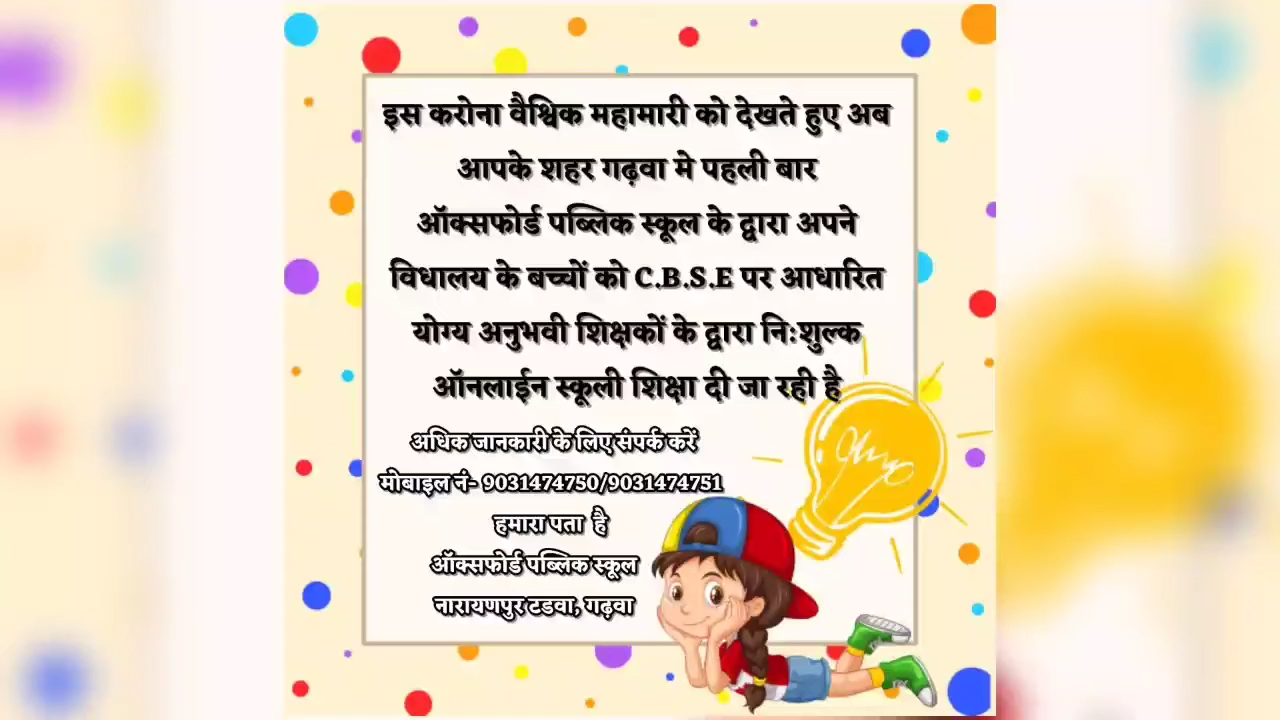 इस करोना वैश्विक महामारी को देखते हुए अब
आपके शहर गढ़वा मे पहली बार
ऑक्सफोर्ड पब्लिक स्कूल के द्वारा अपने
विधालय के बच्चों को C.B.S.E पर आधारित
योग्य अनुभवी शिक्षकों के द्वारा नि:शुल्क
ऑनलाईन स्कूली शिक्षा दी जा रही है
अधिक जानकारी के लिए संपर्क करें
मोबाइल नं- 9031474750/9031474751
हमारा पता है
ऑक्सफोर्ड पब्लिक स्कूल
नारायणपुर टडवा, गढ़वा